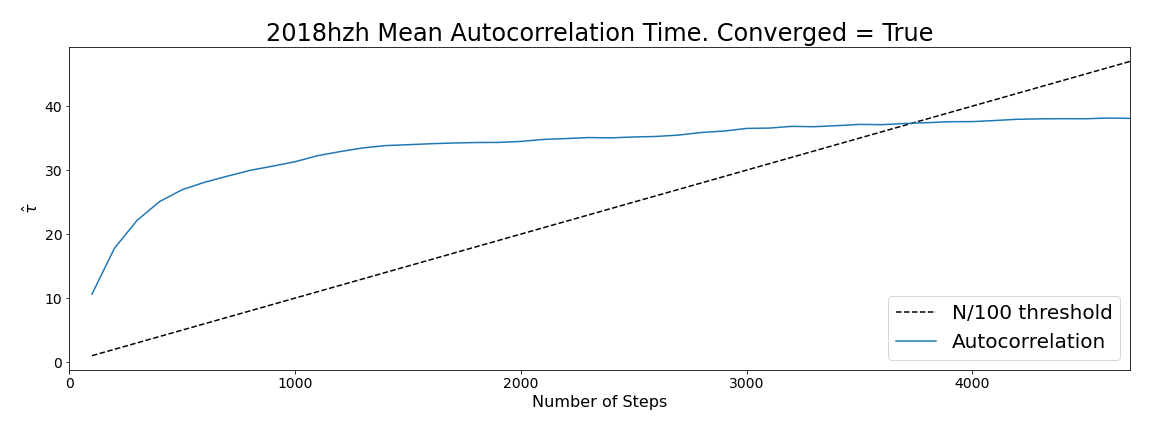 2018hzh Mean Autocorrelation Time. Converged = True
40
30
20
10
0
τ̂
0 1000 2000 3000 4000
Number of Steps
N/100 threshold
Autocorrelation